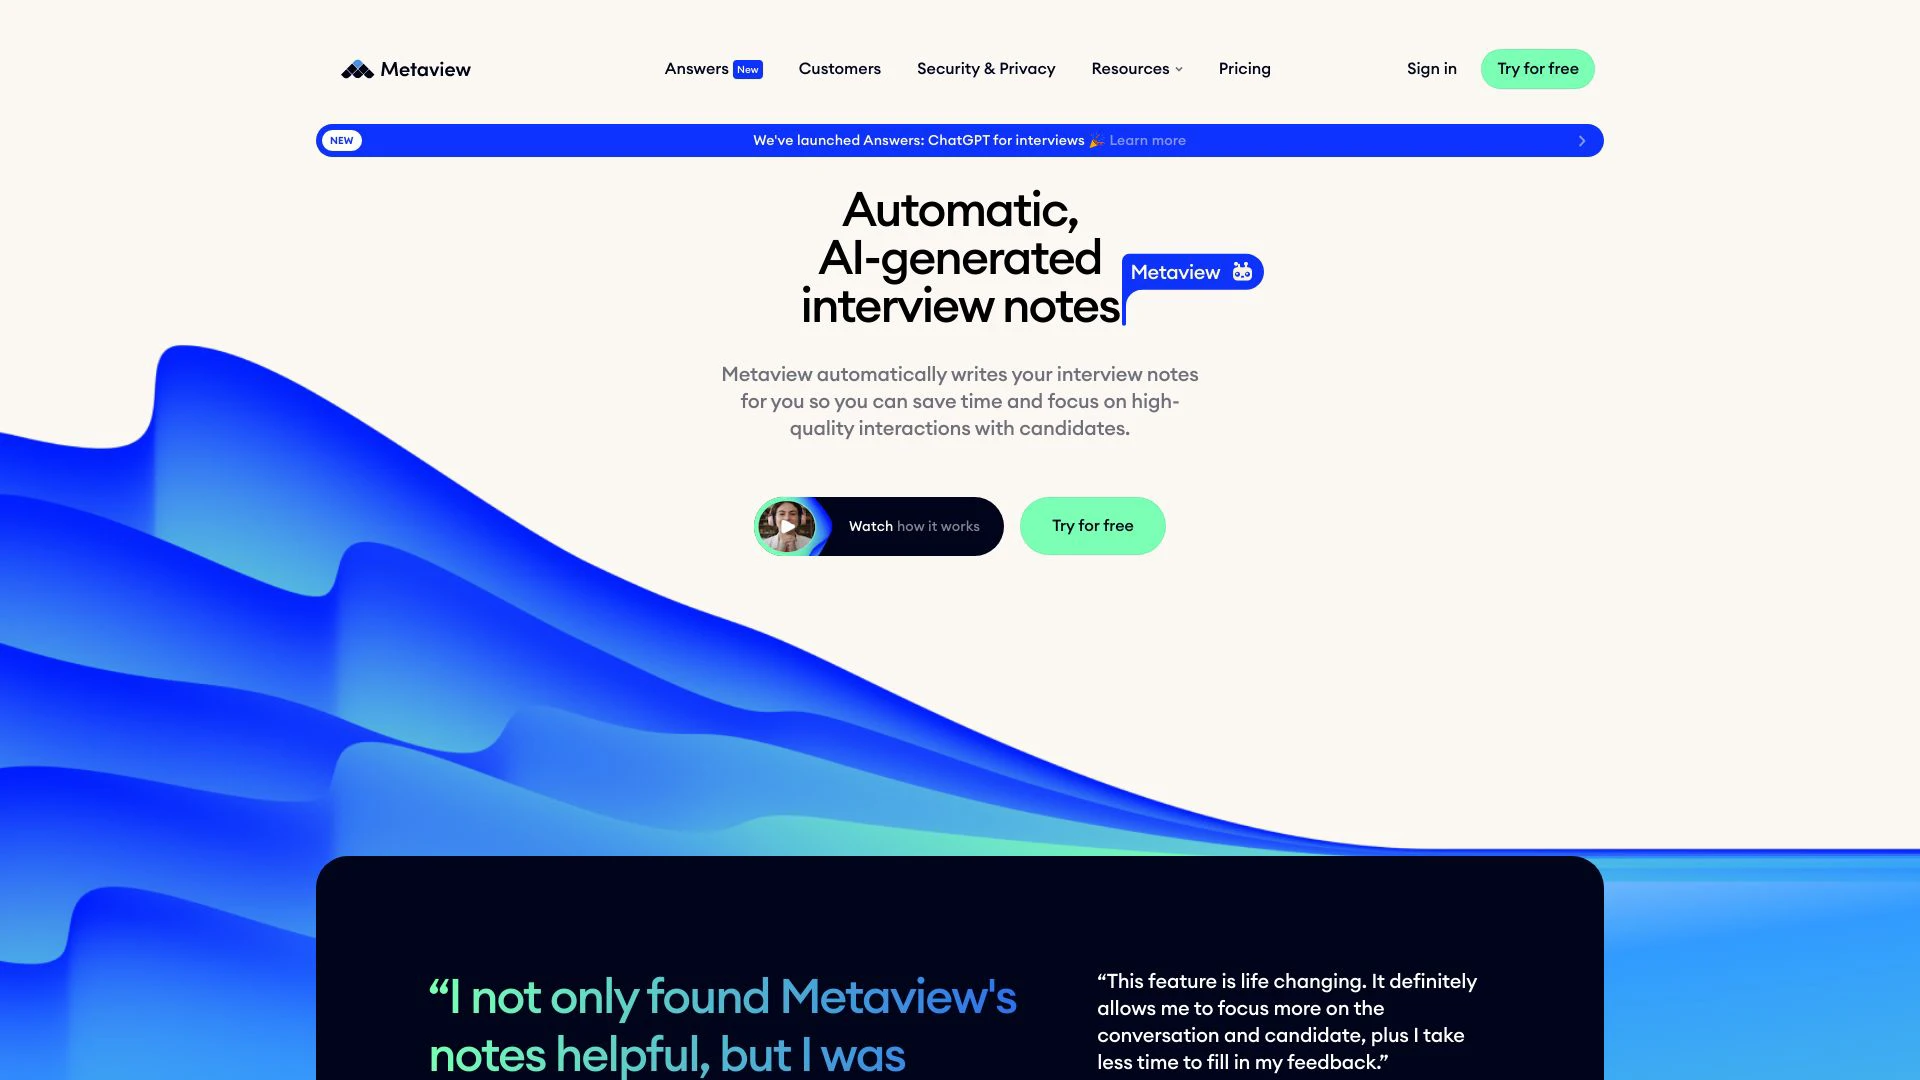 Metaview
Answers New
Customers
Security & Privacy
Resources
Pricing
Sign in
Try for free
NEW
We've launched Answers: ChatGPT for interviews 🎉 Learn more
Automatic,
AI-generated
interview notes
Metaview
Metaview automatically writes your interview notes
for you so you can save time and focus on high-
quality interactions with candidates.
Watch how it works
Try for free
“I not only found Metaview's
notes helpful, but I was
“This feature is life changing. It definitely
allows me to focus more on the
conversation and candidate, plus I take
less time to fill in my feedback.”